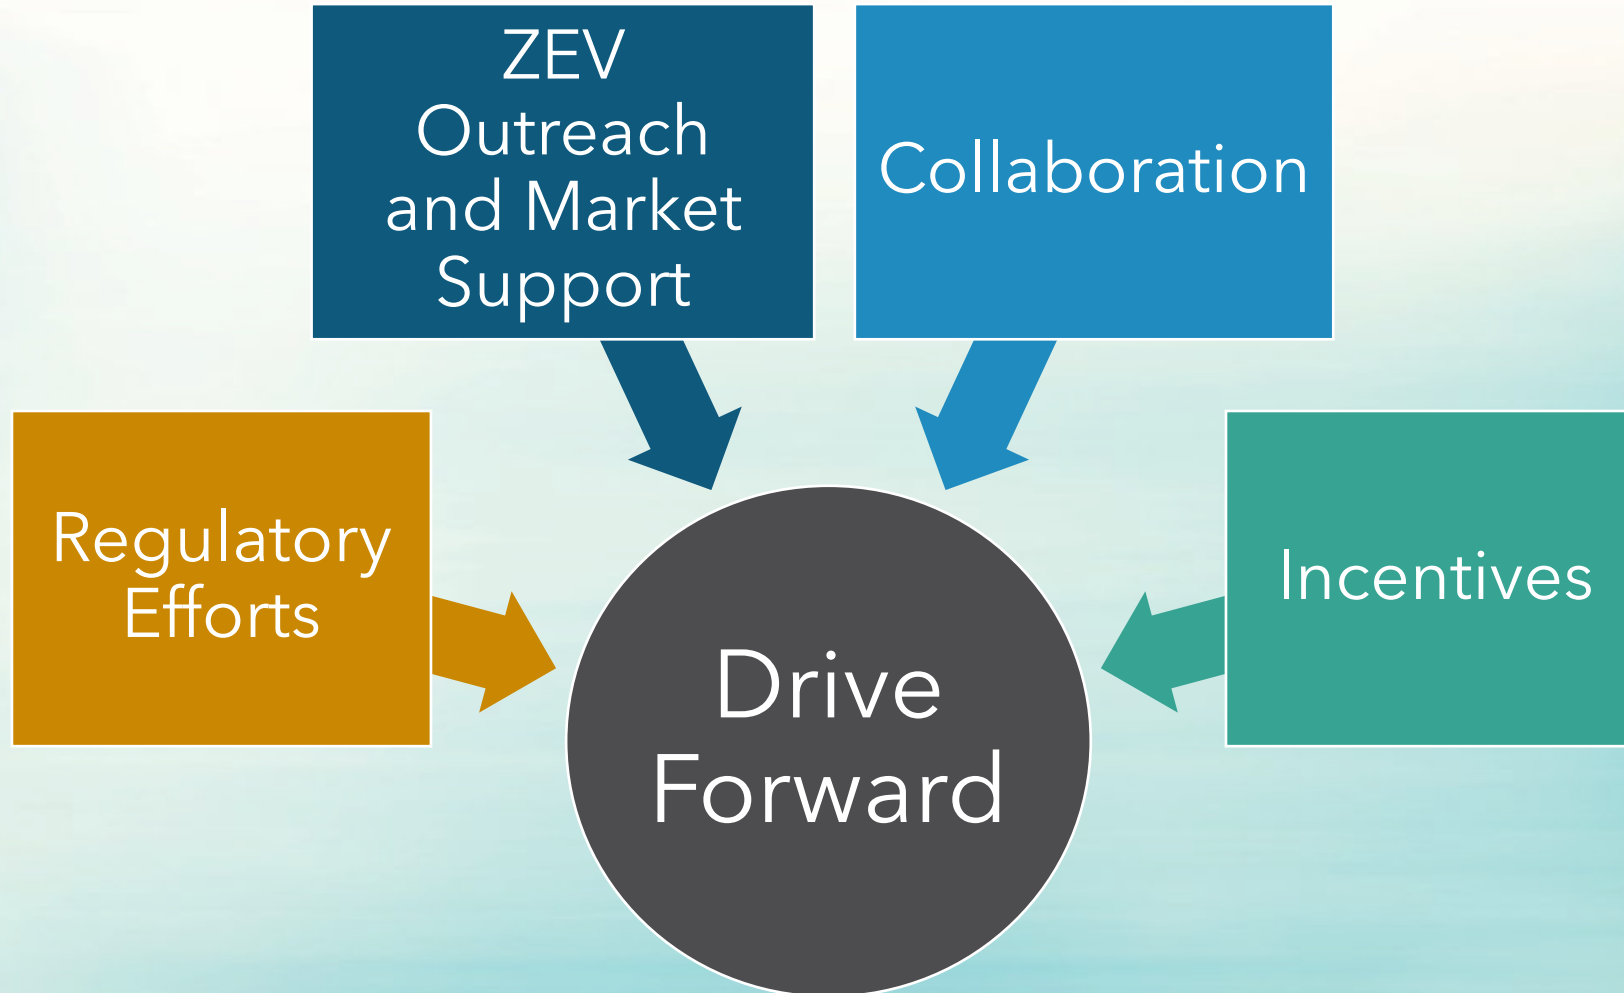 ZEV
Outreach
and Market
Support
Collaboration
Regulatory
Efforts
Incentives
Drive
Forward